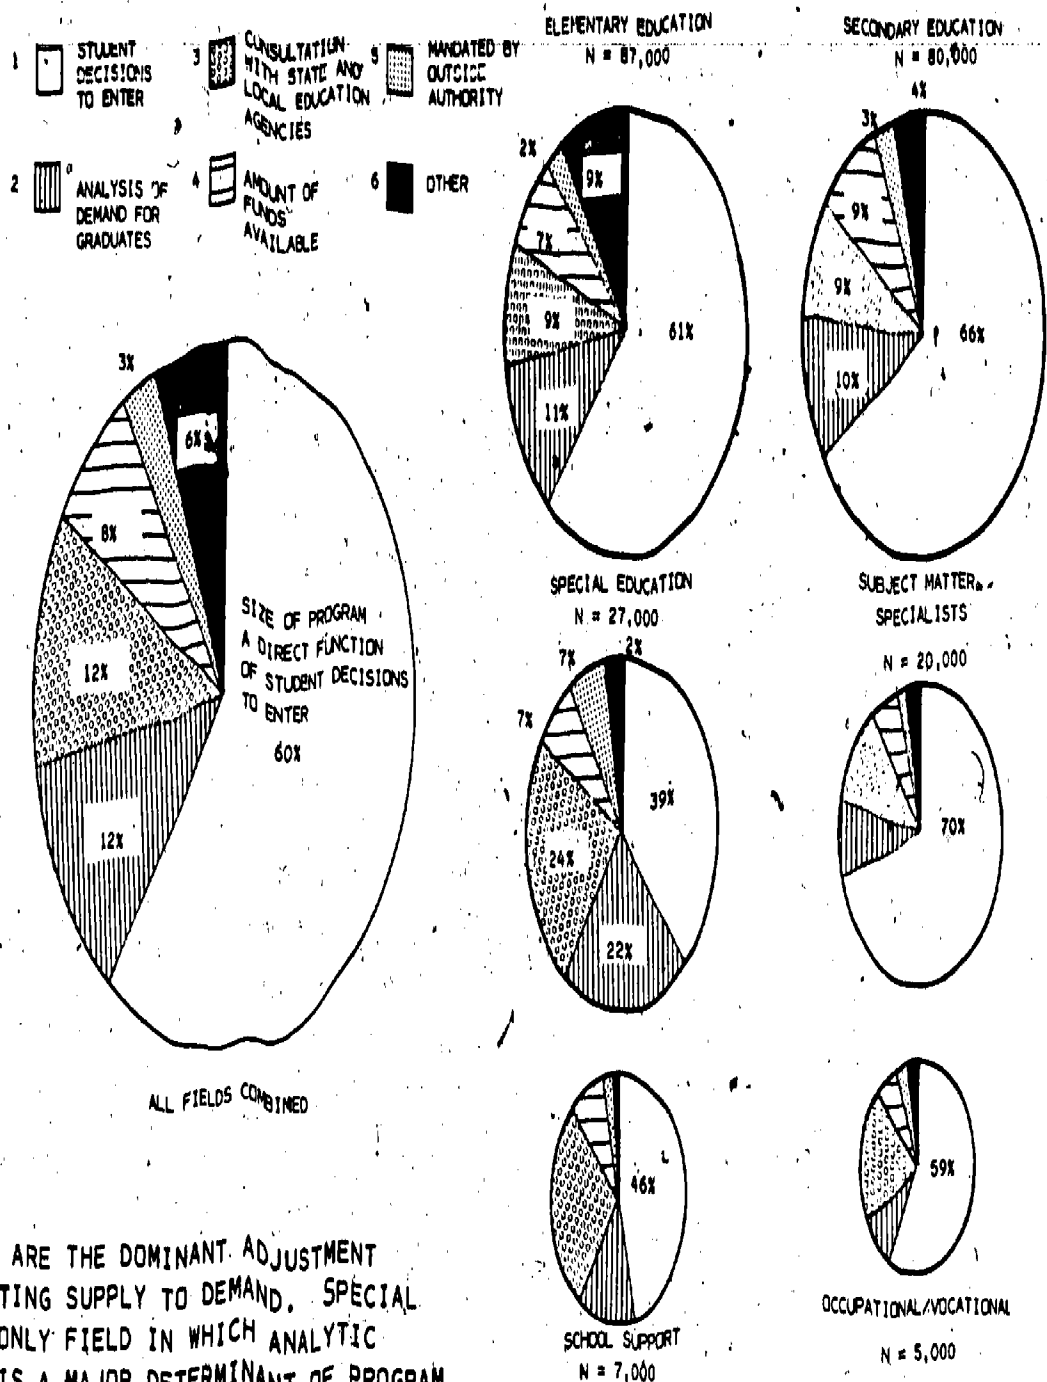 1 STUDENT
DECISIONS
TO ENTER
2 ANALYSIS OF
DEMAND FOR
GRADUATES
3 CONSULTATION
WITH STATE AND
LOCAL EDUCATION
AGENCIES
4 AMOUNT OF
FUNDS
AVAILABLE
5 MANDATED BY
OUTSIDE
AUTHORITY
6 OTHER
3%
6%
8%
12%
12%
SIZE OF PROGRAM
A DIRECT FUNCTION
OF STUDENT DECISIONS
TO ENTER
60%
ALL FIELDS COMBINED
ELEMENTARY EDUCATION
N = 87,000
2%
9%
7%
9%
11%
61%
SECONDARY EDUCATION
N = 80,000
4%
3%
9%
9%
10%
66%
SPECIAL EDUCATION
N = 27,000
7%
2%
7%
39%
24%
22%
SUBJECT MATTER
SPECIALISTS
N = 20,000
70%
46%
SCHOOL SUPPORT
N = 7,000
59%
OCCUPATIONAL/VOCATIONAL
N = 5,000
ARE THE DOMINANT ADJUSTMENT
TING SUPPLY TO DEMAND. SPECIAL
ONLY FIELD IN WHICH ANALYTIC
IS A MAJOR DETERMINANT OF PROGRAM